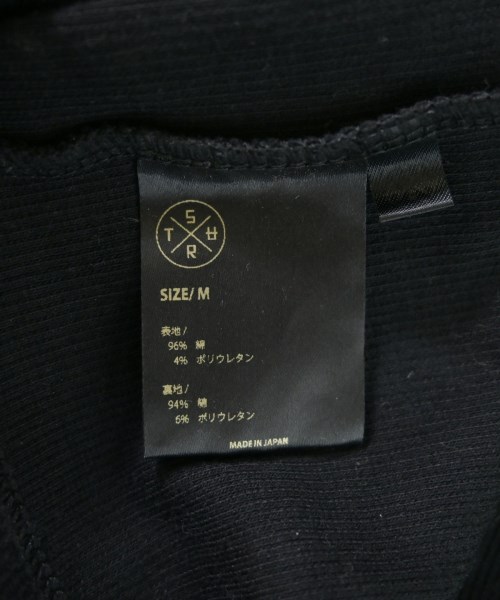 S
T H
R
SIZE/ M
表地 /
96% 綿
4% ポリウレタン
裏地 /
94% 綿
6% ポリウレタン
MADE IN JAPAN